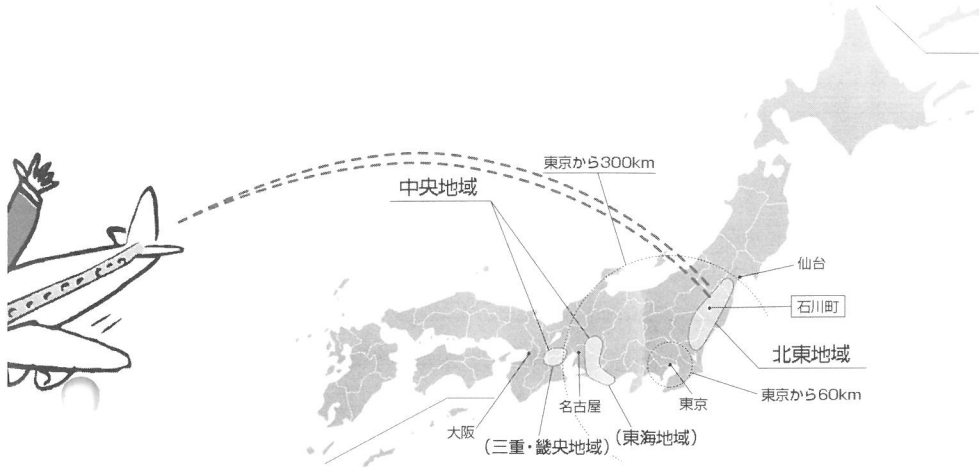 東京から300km
中央地域
仙台
石川町
北東地域
東京から60km
東京
名古屋
大阪
(東海地域)
(三重・畿央地域)